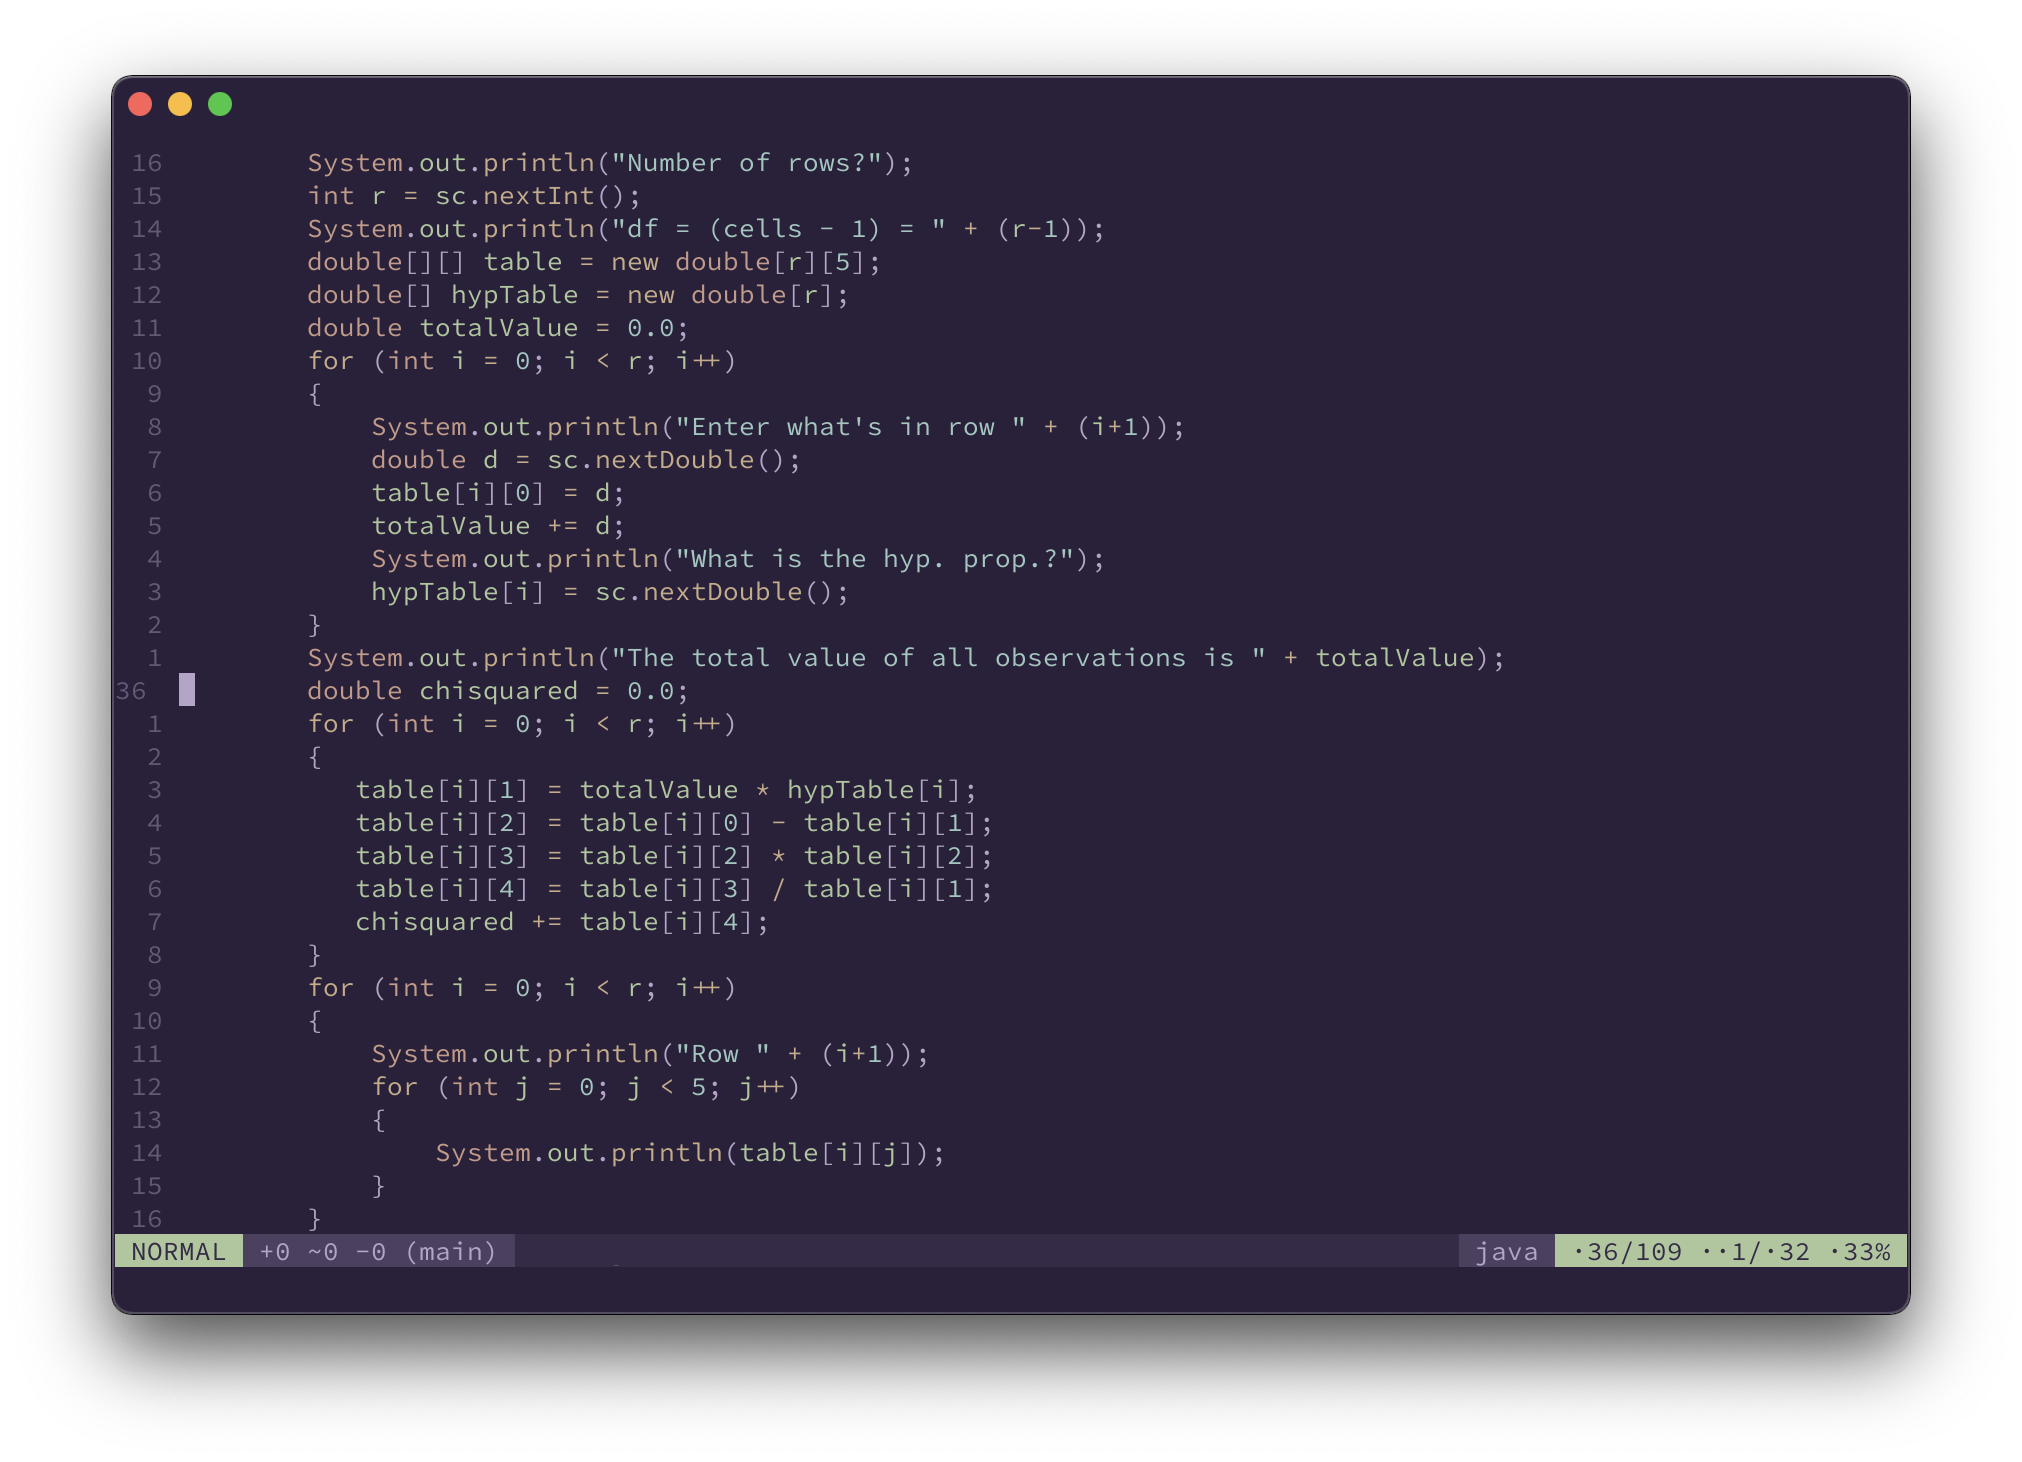 16         System.out.println("Number of rows?");
15         int r = sc.nextInt();
14         System.out.println("df = (cells - 1) = " + (r-1));
13         double[][] table = new double[r][5];
12         double[] hypTable = new double[r];
11         double totalValue = 0.0;
10         for (int i = 0; i < r; i++)
9         {
8             System.out.println("Enter what's in row " + (i+1));
7             double d = sc.nextDouble();
6             table[i][0] = d;
5             totalValue += d;
4             System.out.println("What is the hyp. prop.?");
3             hypTable[i] = sc.nextDouble();
2         }
1         System.out.println("The total value of all observations is " + totalValue);
36         double chisquared = 0.0;
1         for (int i = 0; i < r; i++)
2         {
3            table[i][1] = totalValue * hypTable[i];
4            table[i][2] = table[i][0] - table[i][1];
5            table[i][3] = table[i][2] * table[i][2];
6            table[i][4] = table[i][3] / table[i][1];
7            chisquared += table[i][4];
8         }
9         for (int i = 0; i < r; i++)
10         {
11             System.out.println("Row " + (i+1));
12             for (int j = 0; j < 5; j++)
13             {
14                 System.out.println(table[i][j]);
15             }
16         }
NORMAL +0 ~0 -0 (main) java ·36/109 ··1/·32 ·33%